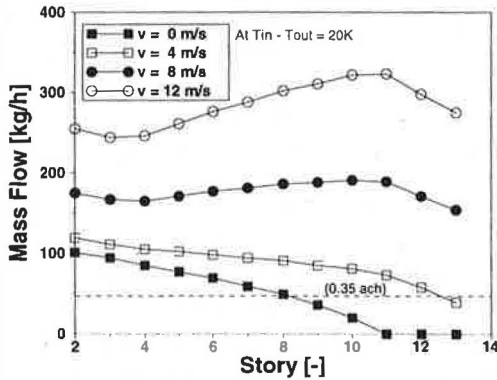 400
300
200
100
0
Mass Flow [kg/h]
v = 0 m/s
v = 4 m/s
v = 8 m/s
v = 12 m/s
At Tin - Tout = 20K
(0.35 ach)
2 4 6 8 10 12 14
Story [-]